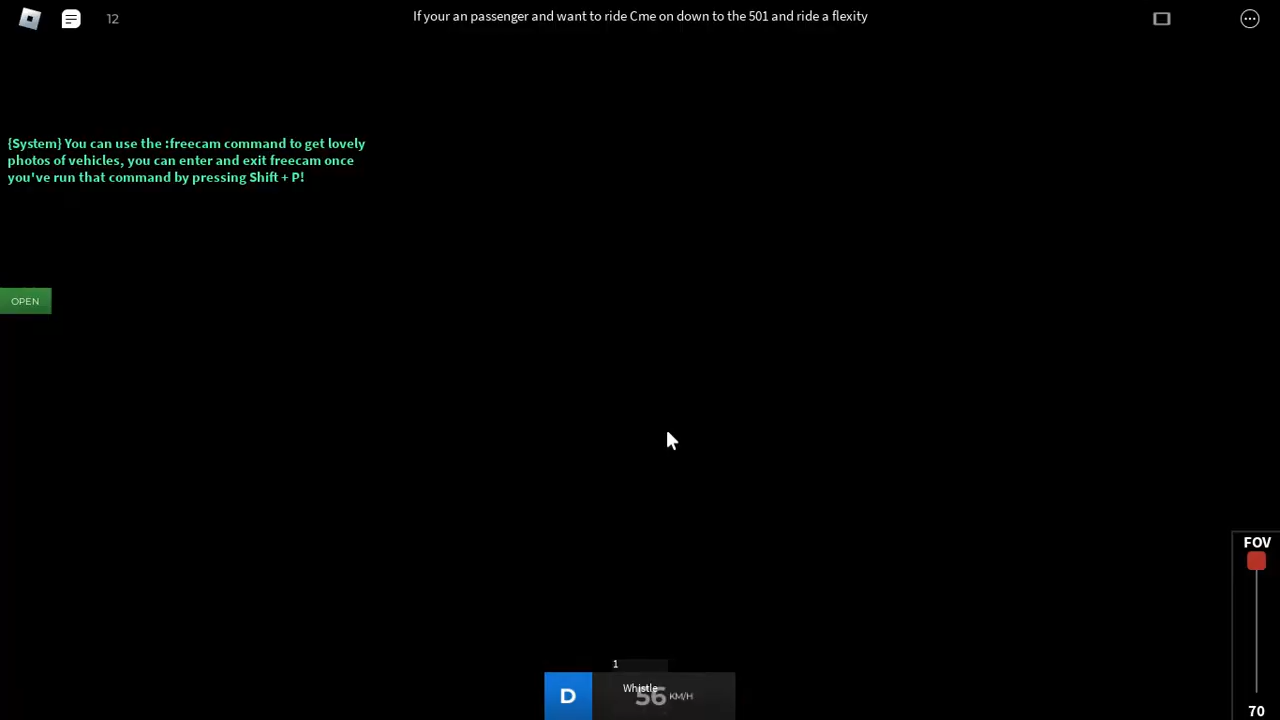 12
If your an passenger and want to ride Cme on down to the 501 and ride a flexity
{System} You can use the :freecam command to get lovely
photos of vehicles, you can enter and exit freecam once
you've run that command by pressing Shift + P!
OPEN
FOV
70
1
Whistle
D
56 KM/H